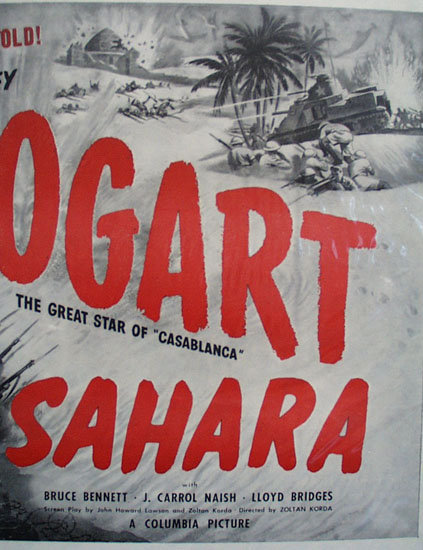 OLD!
EY
OGART
THE GREAT STAR OF "CASABLANCA"
SAHARA
with
BRUCE BENNETT · J. CARROL NAISH · LLOYD BRIDGES
Screen Play by John Howard Lawson and Zoltan Korda · Directed by ZOLTAN KORDA
A COLUMBIA PICTURE